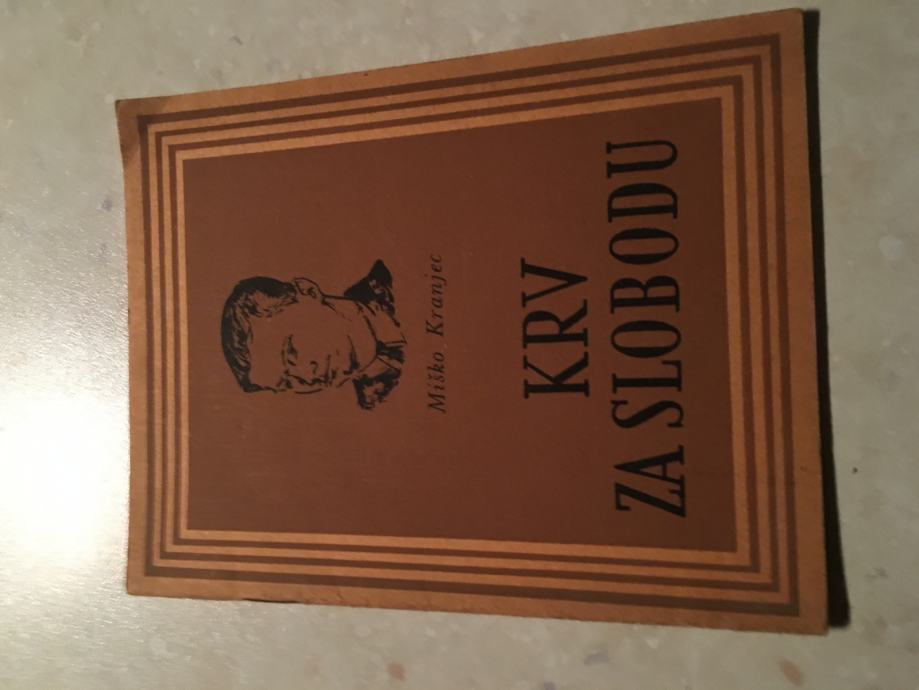 Miško Kranjec
KRV
ZA SLOBODU